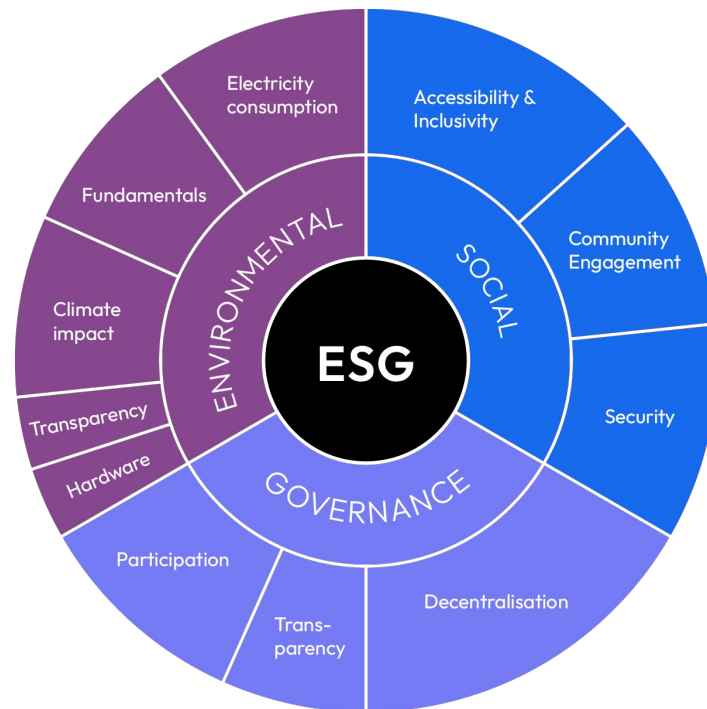 Electricity
consumption
Accessibility &
Inclusivity
Fundamentals
Community
Engagement
ENVIRONMENTAL
SOCIAL
Climate
impact
ESG
Transparency
Security
Hardware
GOVERNANCE
Participation
Decentralisation
Trans-
parency